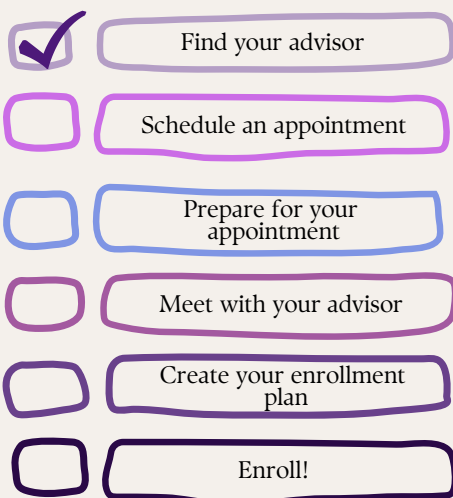 Find your advisor
Schedule an appointment
Prepare for your
appointment
Meet with your advisor
Create your enrollment
plan
Enroll!